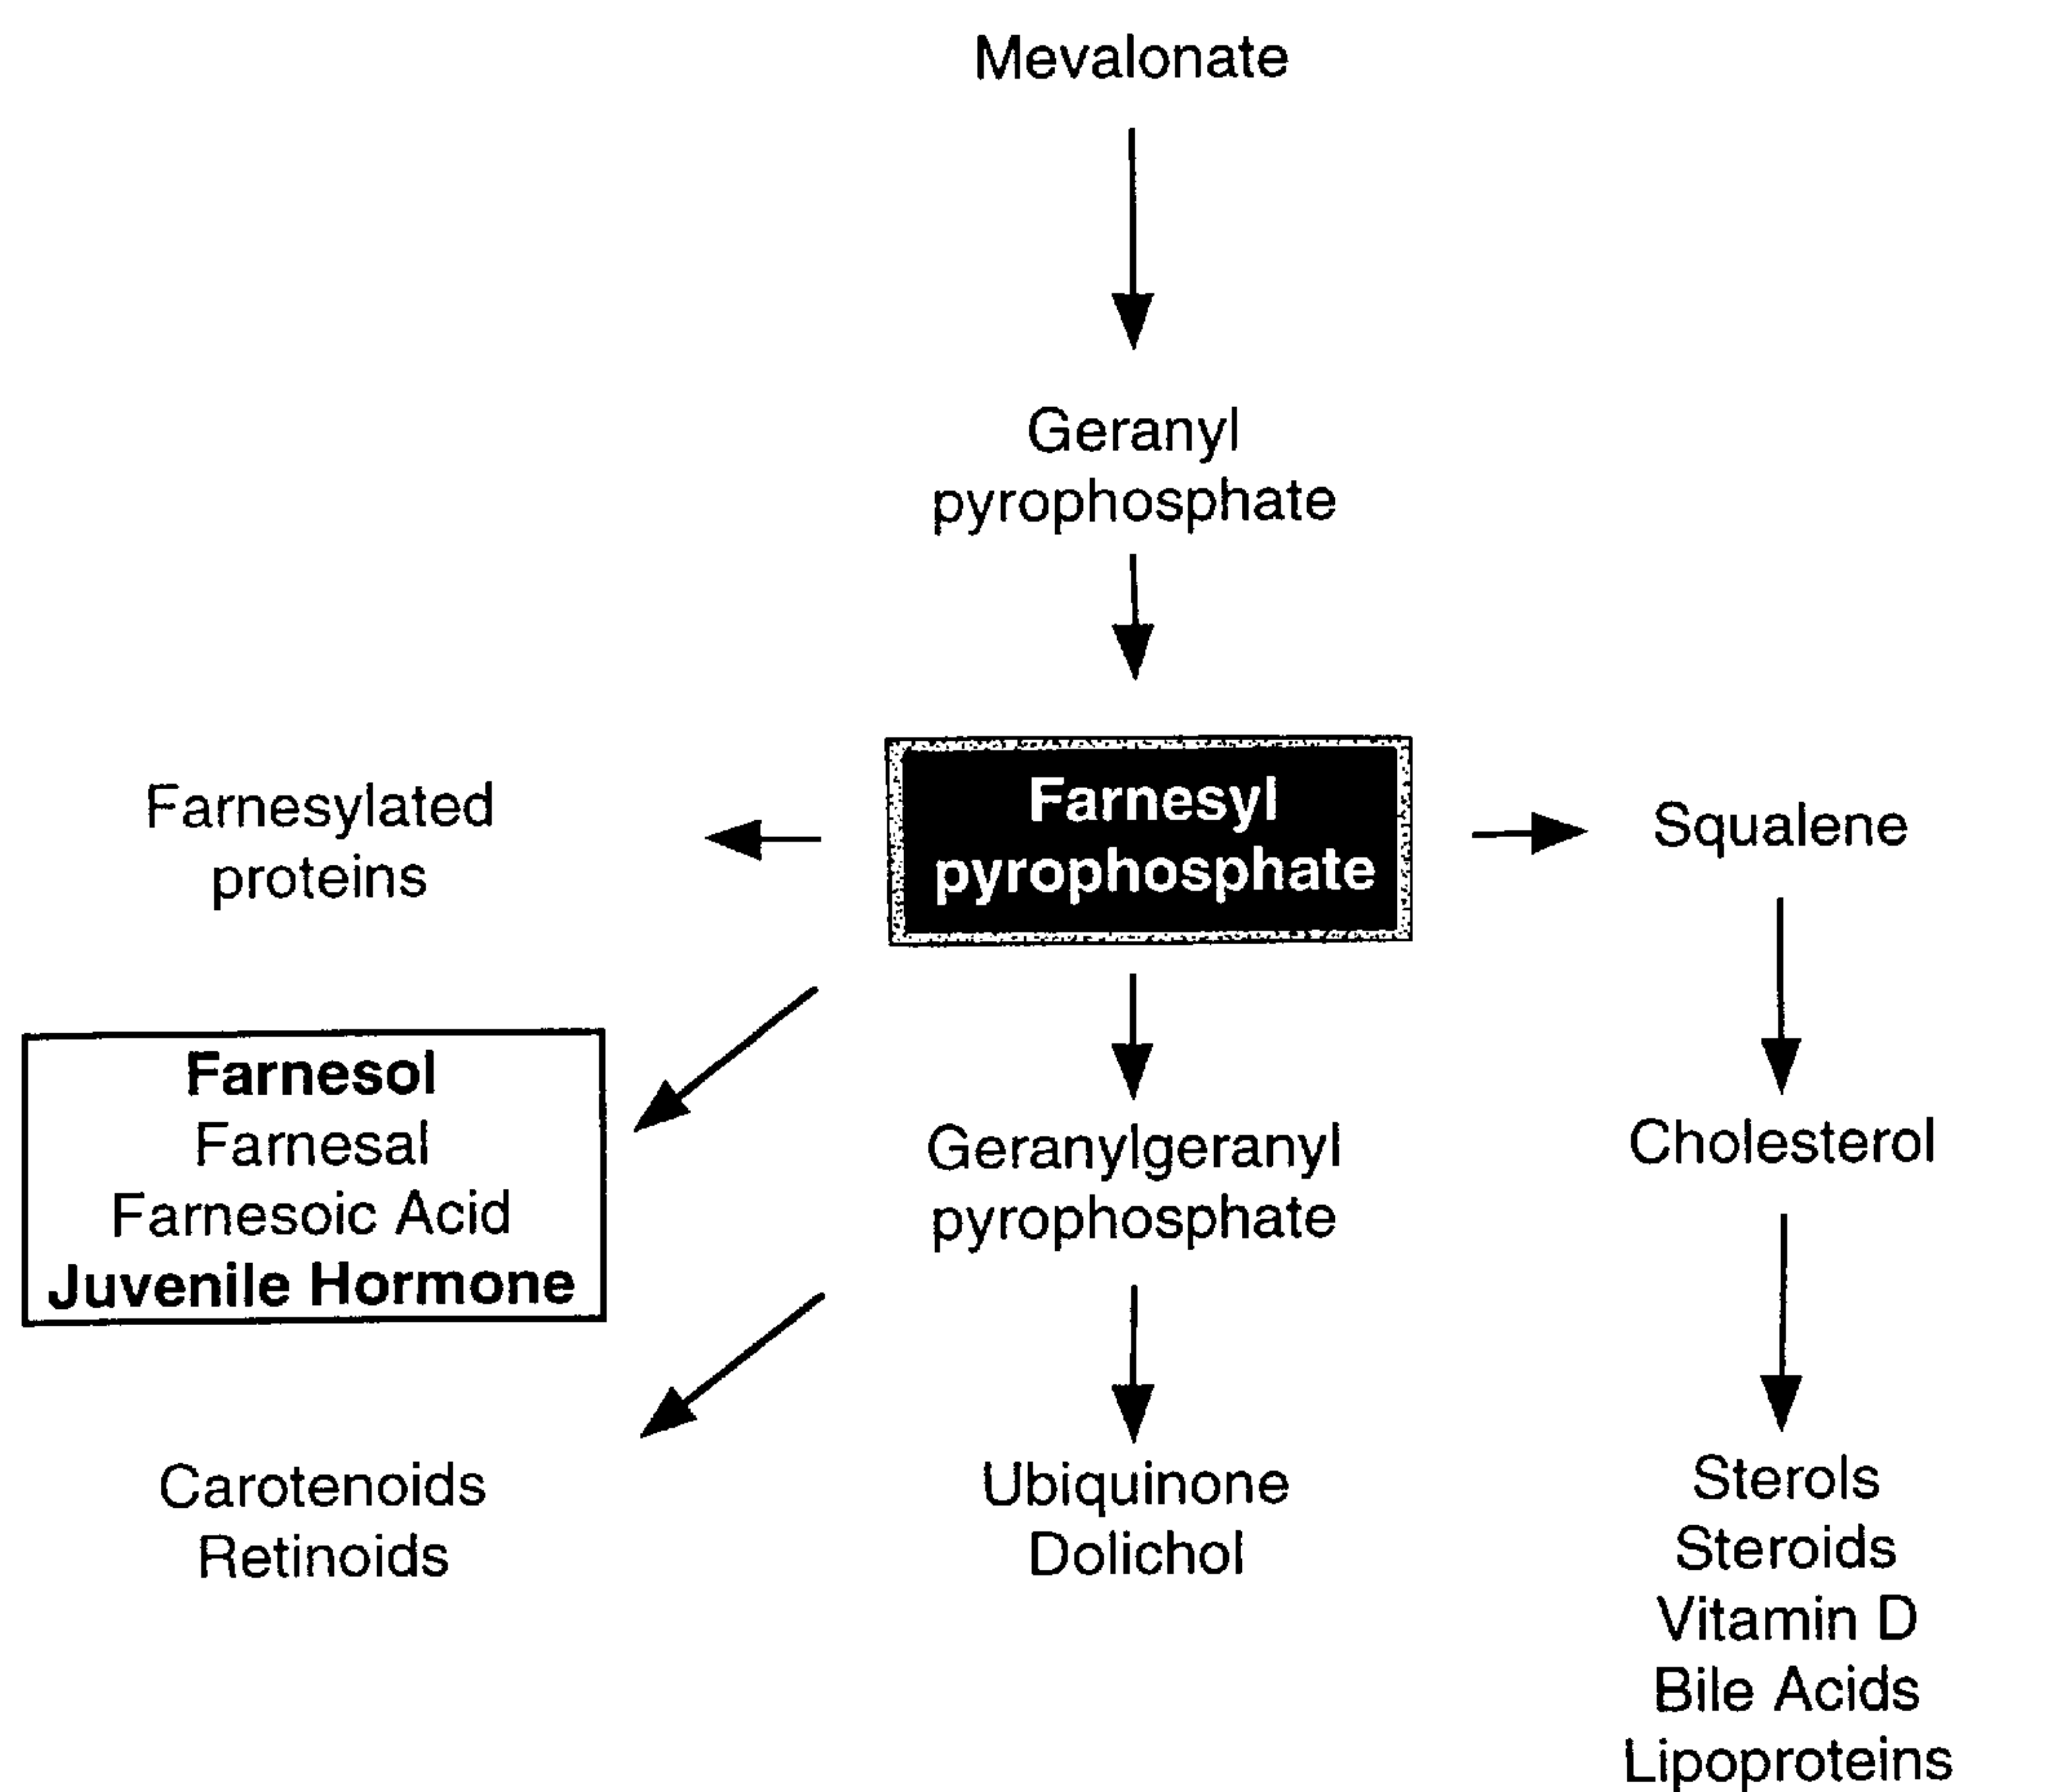 Mevalonate
Geranyl
pyrophosphate
Farnesylated
proteins
Farnesyl
pyrophosphate
Squalene
Farnesol
Farnesal
Farnesoic Acid
Juvenile Hormone
Geranylgeranyl
pyrophosphate
Cholesterol
Carotenoids
Retinoids
Ubiquinone
Dolichol
Sterols
Steroids
Vitamin D
Bile Acids
Lipoproteins